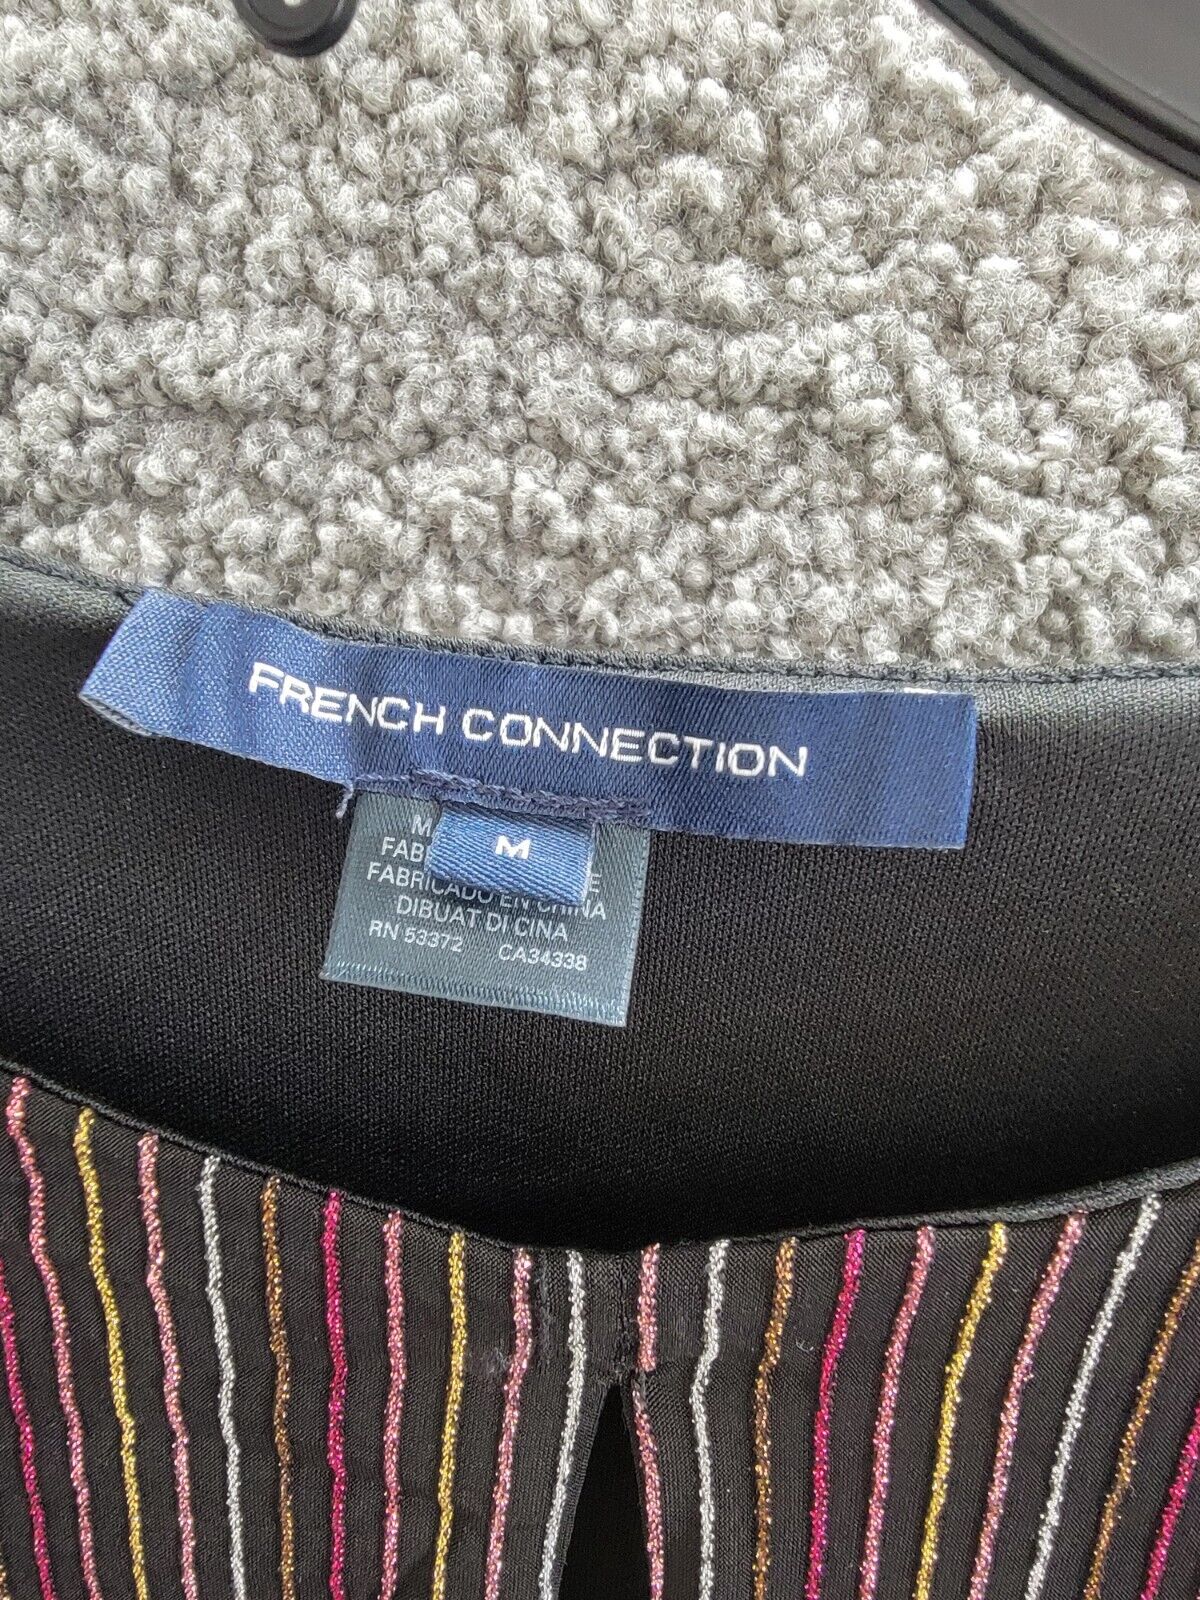 FRENCH CONNECTION
M
FABRICADO EN CHINA
DIBUAT DI CINA
RN 53372 CA34338